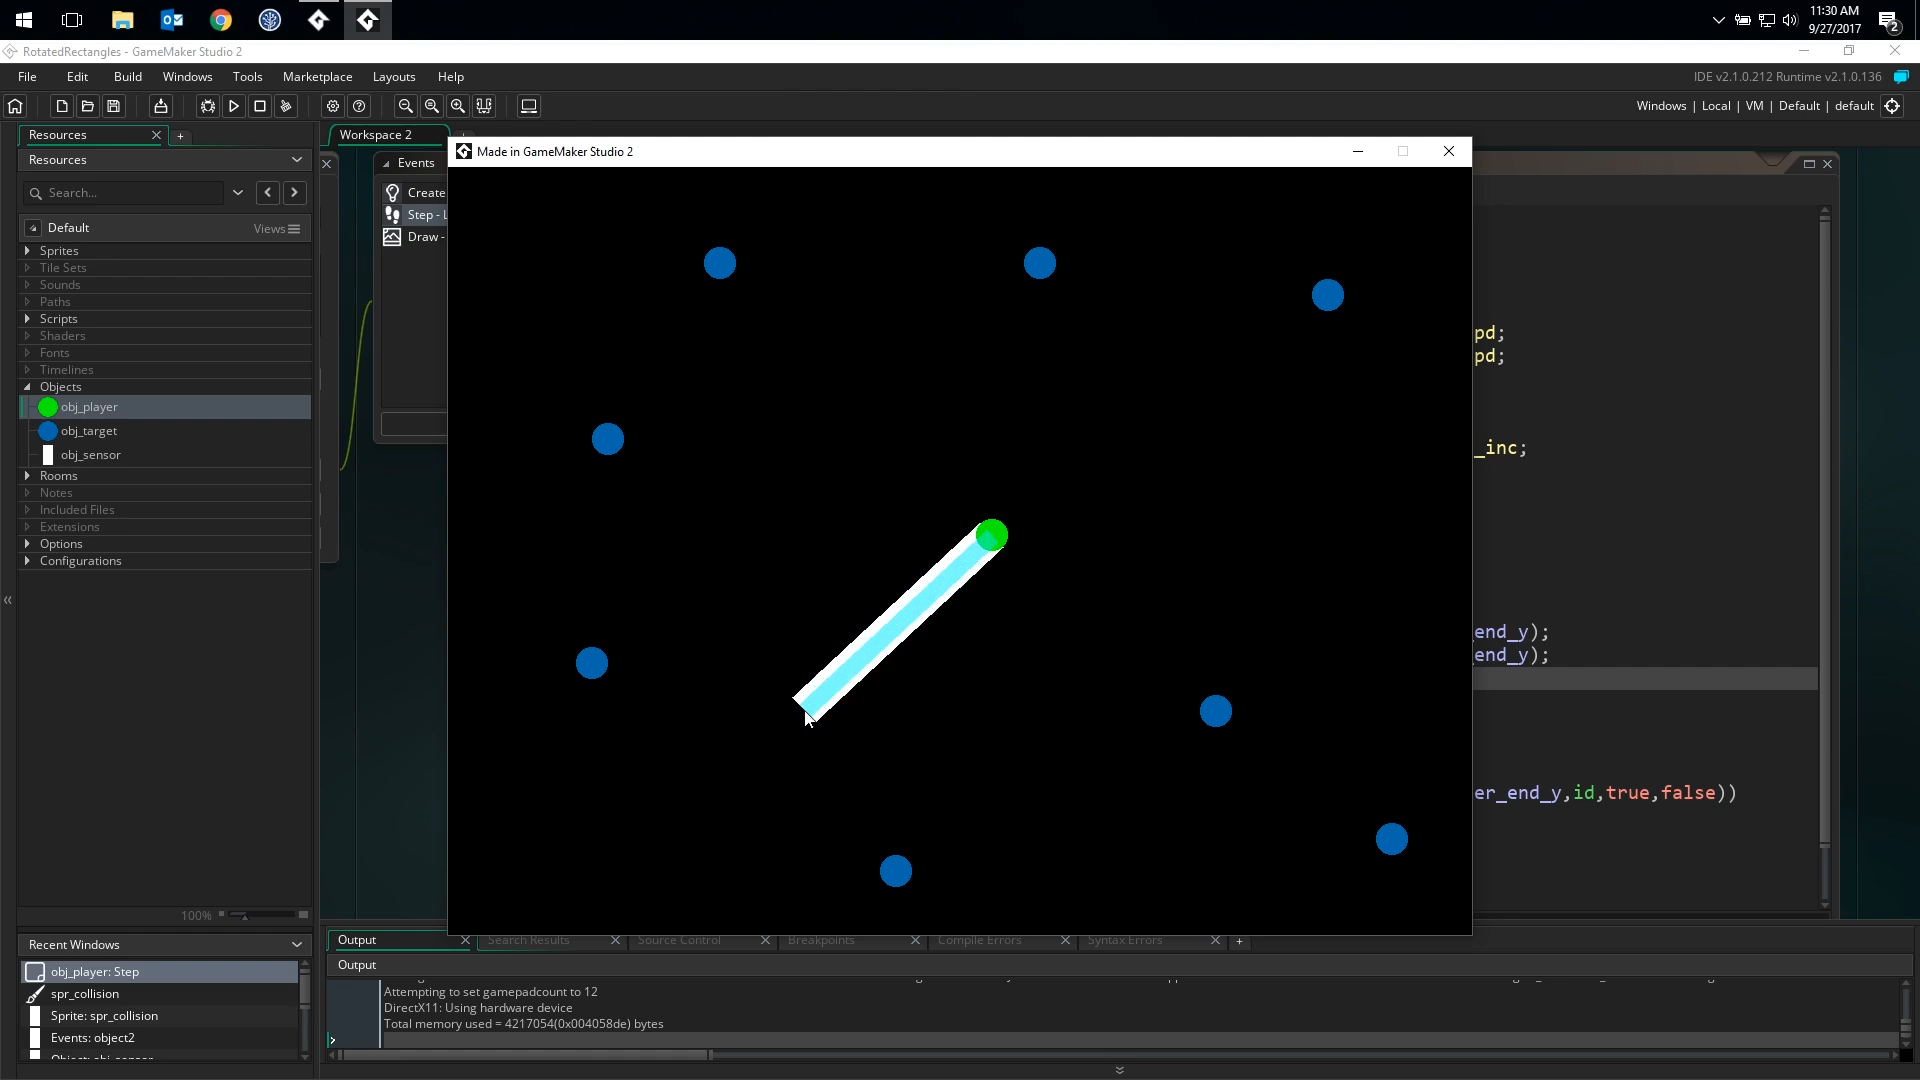 11:30 AM
9/27/2017
2
RotatedRectangles - GameMaker Studio 2
File Edit Build Windows Tools Marketplace Layouts Help
IDE v2.1.0.212 Runtime v2.1.0.136
Windows | Local | VM | Default | default
Resources
Workspace 2
Resources
Search...
Default
Views
Sprites
Tile Sets
Sounds
Paths
Scripts
Shaders
Fonts
Timelines
Objects
obj_player
obj_target
obj_sensor
Rooms
Notes
Included Files
Extensions
Options
Configurations
100%
Recent Windows
obj_player: Step
spr_collision
Sprite: spr_collision
Events: object2
Object: obj_sensor
Events
Create
Step - L
Draw -
Made in GameMaker Studio 2
pd;
pd;
_inc;
end_y);
end_y);
er_end_y,id,true,false))
Output Search Results Source Control Breakpoints Compile Errors Syntax Errors
Output
Attempting to set gamepadcount to 12
DirectX11: Using hardware device
Total memory used = 4217054(0x004058de) bytes